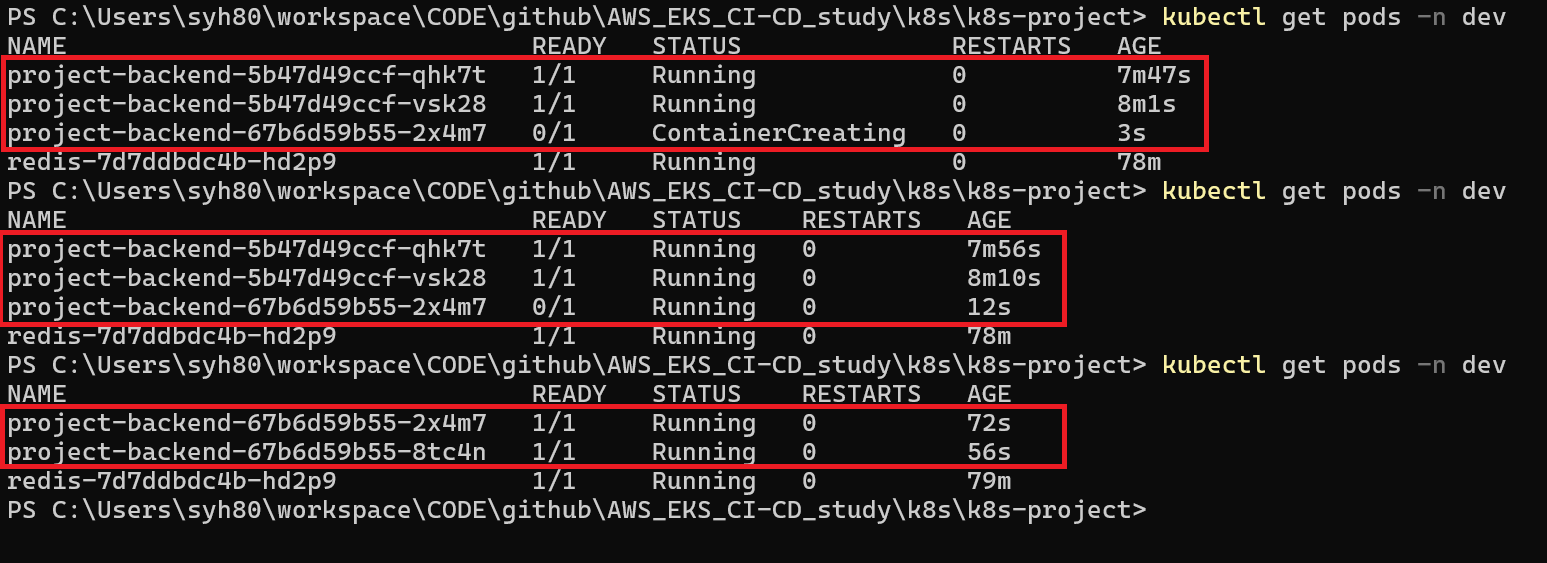 PS C:\Users\syh80\workspace\CODE\github\AWS_EKS_CI-CD_study\k8s\k8s-project> kubectl get pods -n dev
NAME READY STATUS RESTARTS AGE
project-backend-5b47d49ccf-qhk7t 1/1 Running 0 7m47s
project-backend-5b47d49ccf-vsk28 1/1 Running 0 8m1s
project-backend-67b6d59b55-2x4m7 0/1 ContainerCreating 0 3s
redis-7d7ddbdc4b-hd2p9 1/1 Running 0 78m
PS C:\Users\syh80\workspace\CODE\github\AWS_EKS_CI-CD_study\k8s\k8s-project> kubectl get pods -n dev
NAME READY STATUS RESTARTS AGE
project-backend-5b47d49ccf-qhk7t 1/1 Running 0 7m56s
project-backend-5b47d49ccf-vsk28 1/1 Running 0 8m10s
project-backend-67b6d59b55-2x4m7 0/1 Running 0 12s
redis-7d7ddbdc4b-hd2p9 1/1 Running 0 78m
PS C:\Users\syh80\workspace\CODE\github\AWS_EKS_CI-CD_study\k8s\k8s-project> kubectl get pods -n dev
NAME READY STATUS RESTARTS AGE
project-backend-67b6d59b55-2x4m7 1/1 Running 0 72s
project-backend-67b6d59b55-8tc4n 1/1 Running 0 56s
redis-7d7ddbdc4b-hd2p9 1/1 Running 0 79m
PS C:\Users\syh80\workspace\CODE\github\AWS_EKS_CI-CD_study\k8s\k8s-project>